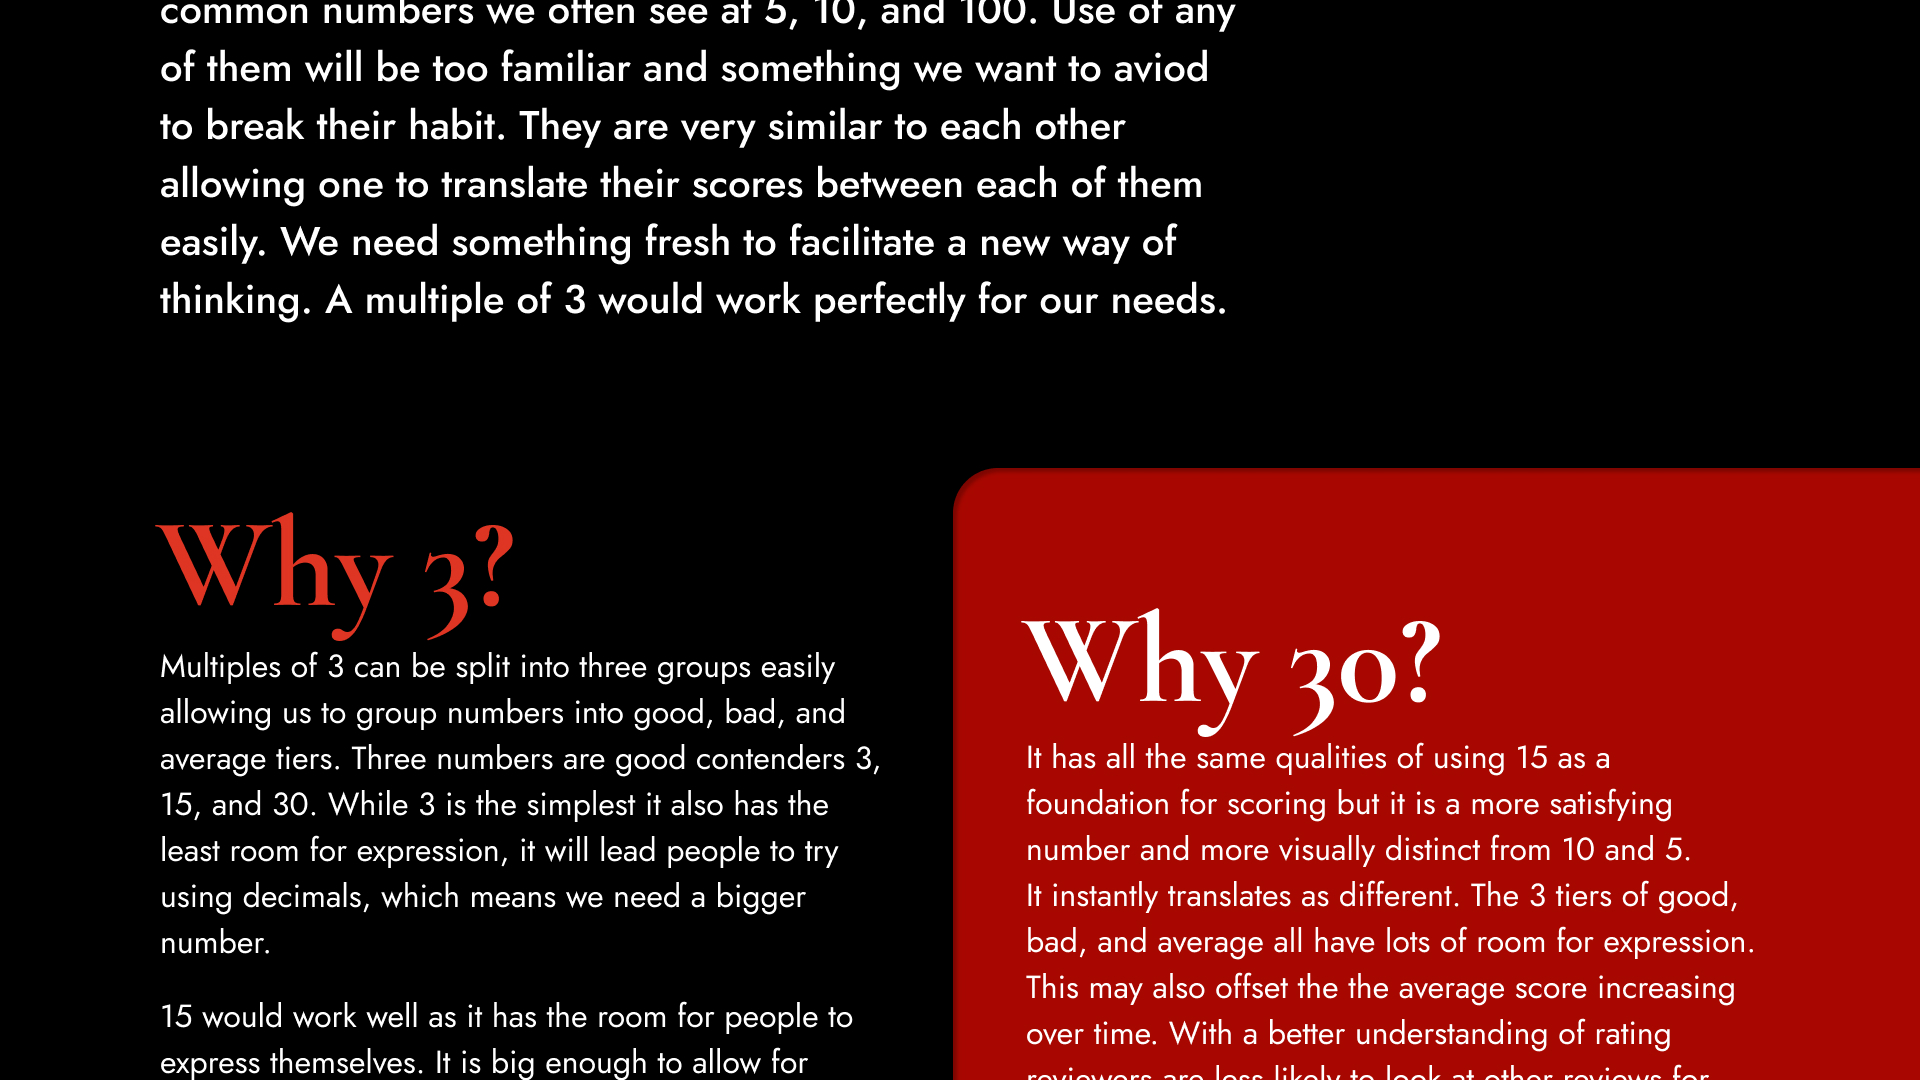 common numbers we often see at 5, 10, and 100. Use of any
of them will be too familiar and something we want to aviod
to break their habit. They are very similar to each other
allowing one to translate their scores between each of them
easily. We need something fresh to facilitate a new way of
thinking. A multiple of 3 would work perfectly for our needs.
Why 3?
Multiples of 3 can be split into three groups easily
allowing us to group numbers into good, bad, and
average tiers. Three numbers are good contenders 3,
15, and 30. While 3 is the simplest it also has the
least room for expression, it will lead people to try
using decimals, which means we need a bigger
number.
15 would work well as it has the room for people to
express themselves. It is big enough to allow for
Why 30?
It has all the same qualities of using 15 as a
foundation for scoring but it is a more satisfying
number and more visually distinct from 10 and 5.
It instantly translates as different. The 3 tiers of good,
bad, and average all have lots of room for expression.
This may also offset the the average score increasing
over time. With a better understanding of rating
reviewers are less likely to look at other reviews for